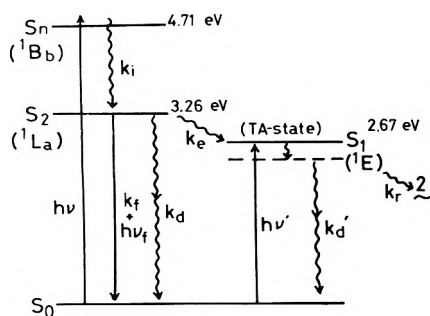 Sn
4.71 eV
(¹Bb)
ki
S2
3.26 eV
(TA-state)
S1
2.67 eV
(¹La)
ke
(¹E)
kr
2
hν
kf
+
hνf
kd
hν'
kd'
S0